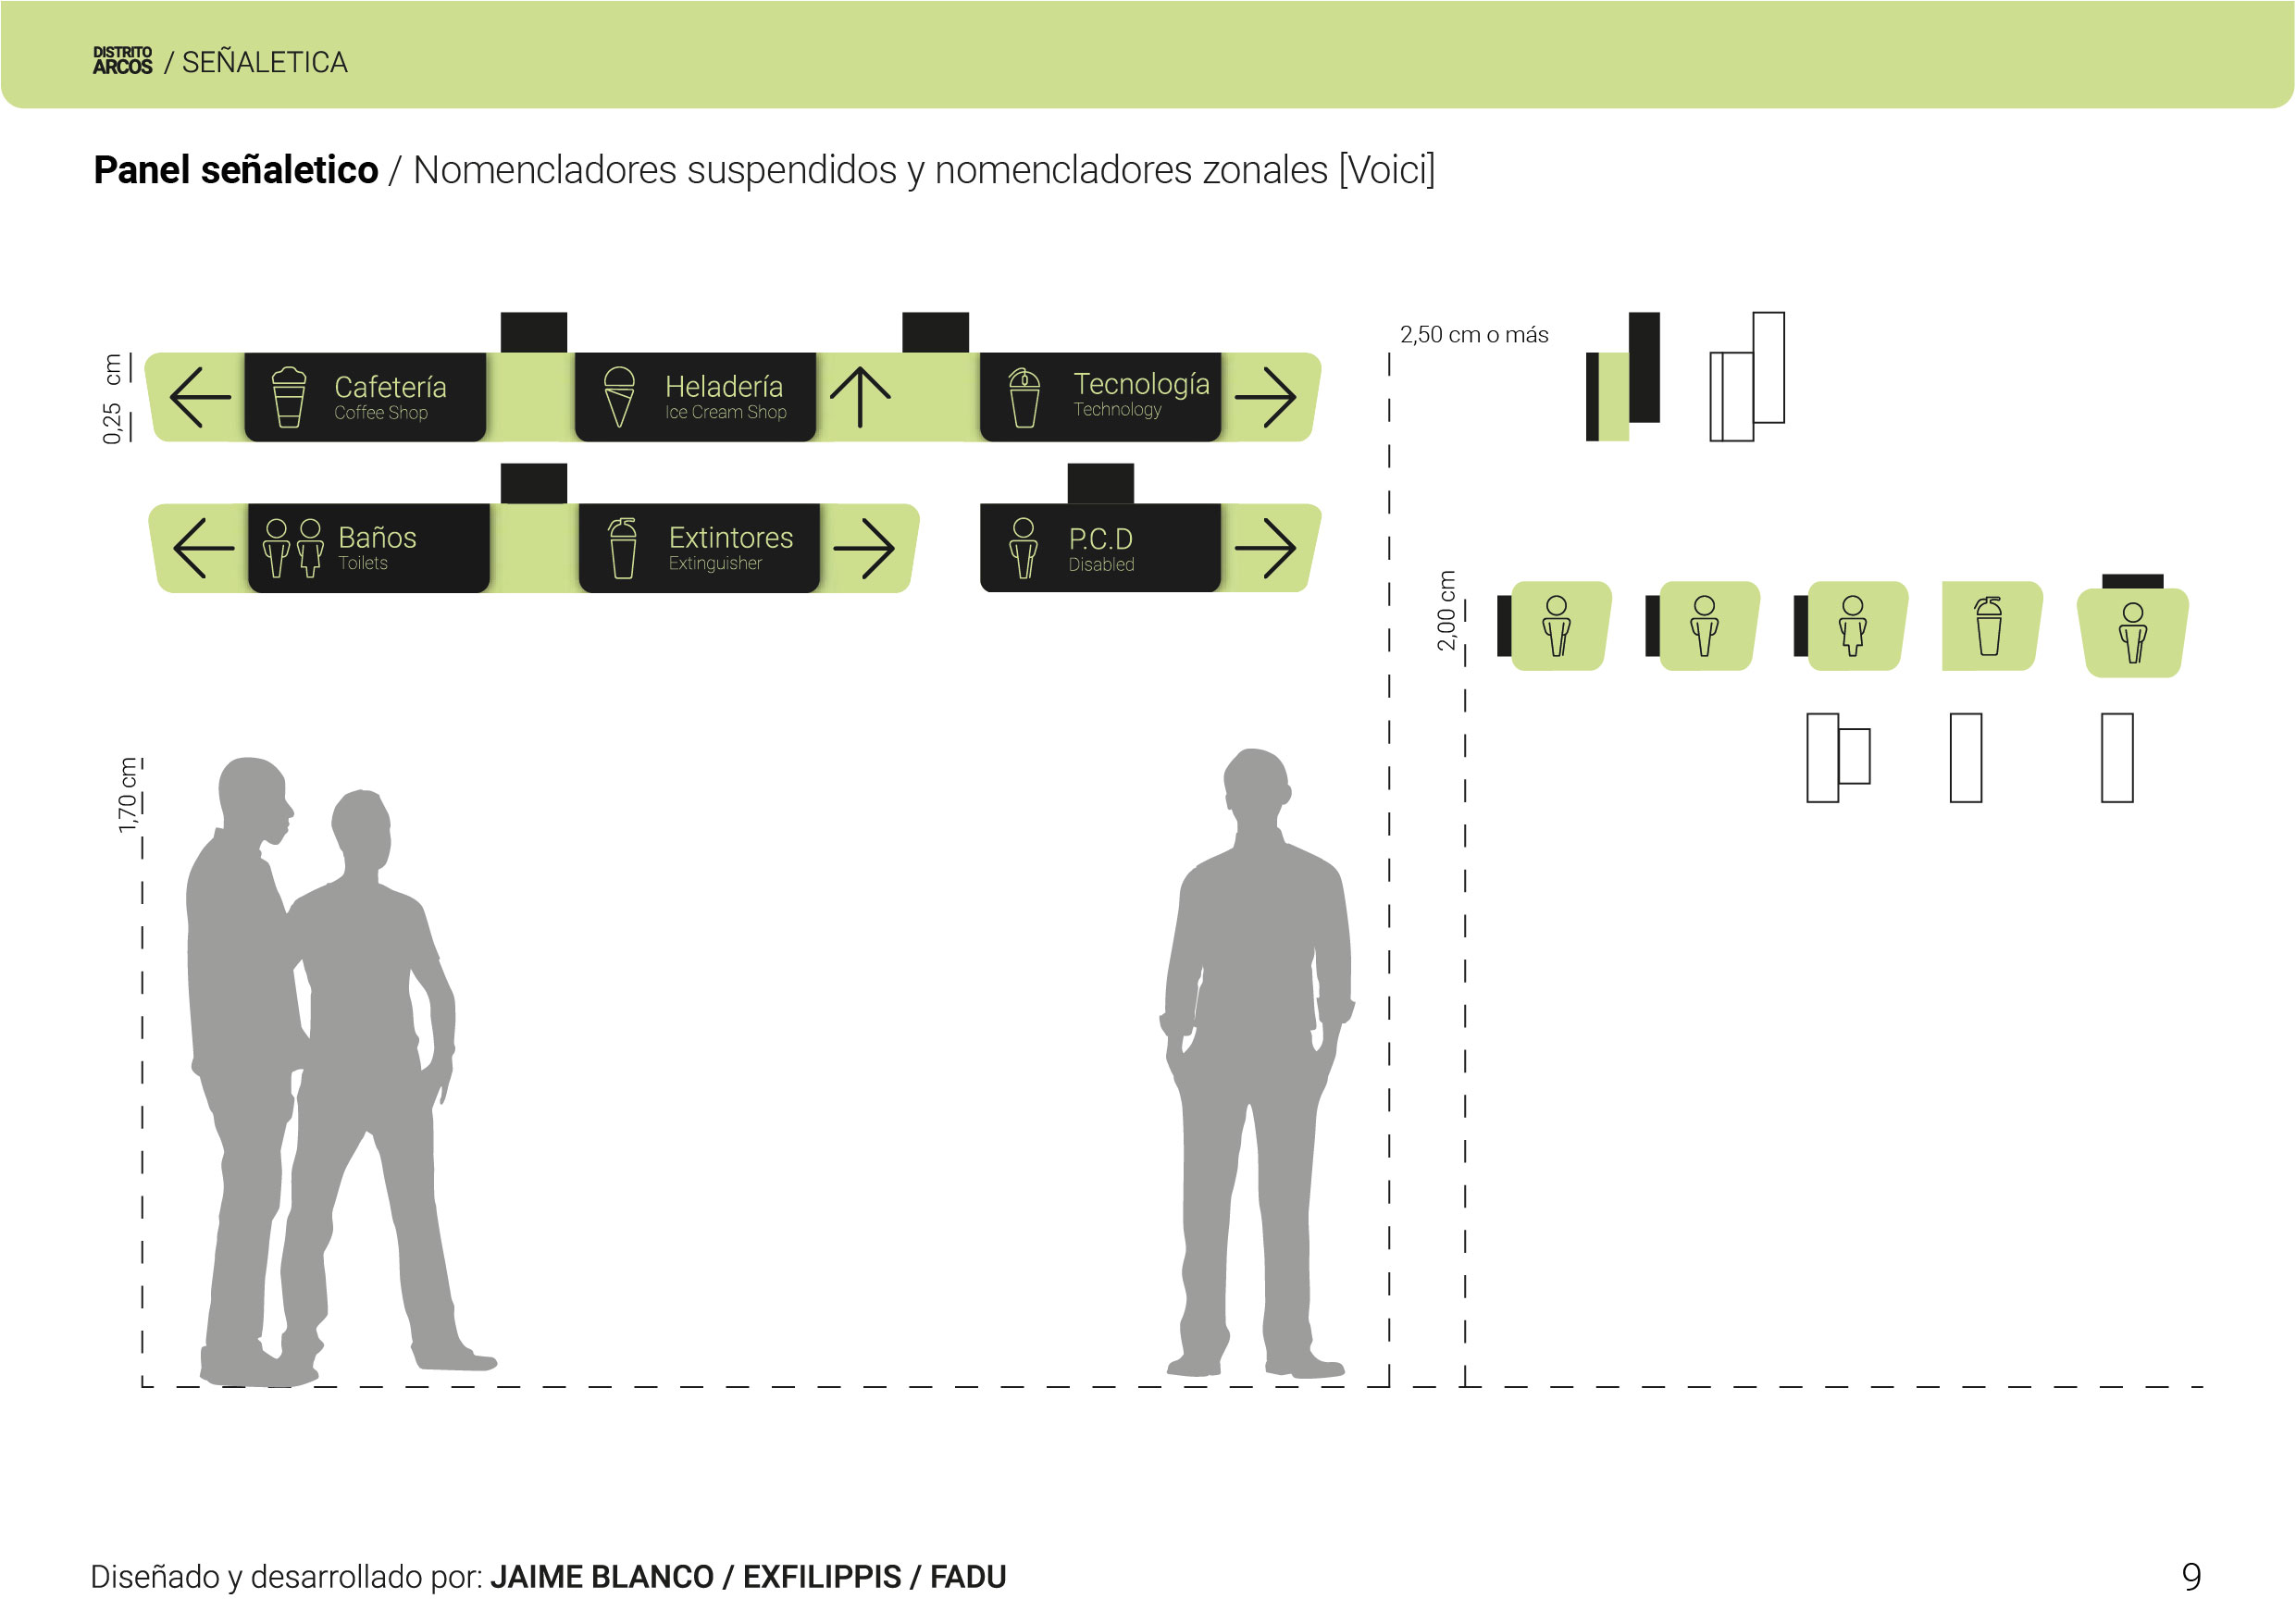 DISTRITO
ARCOS / SEÑALETICA
Panel señaletico / Nomencladores suspendidos y nomencladores zonales [Voici]
0,25 cm
Cafetería
Coffee Shop
Heladería
Ice Cream Shop
Tecnología
Technology
2,50 cm o más
Baños
Toilets
Extintores
Extinguisher
P.C.D
Disabled
2,00 cm
1,70 cm
Diseñado y desarrollado por: JAIME BLANCO / EXFILIPPIS / FADU
9